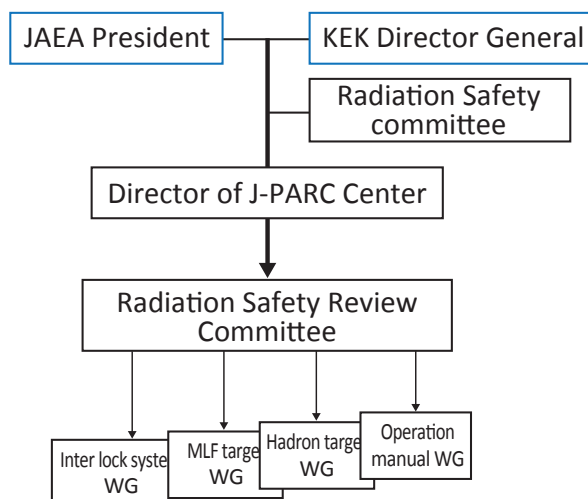 JAEA President
KEK Director General
Radiation Safety
committee
Director of J-PARC Center
Radiation Safety Review
Committee
Inter lock syste
WG
MLF targe
WG
Hadron targe
WG
Operation
manual WG